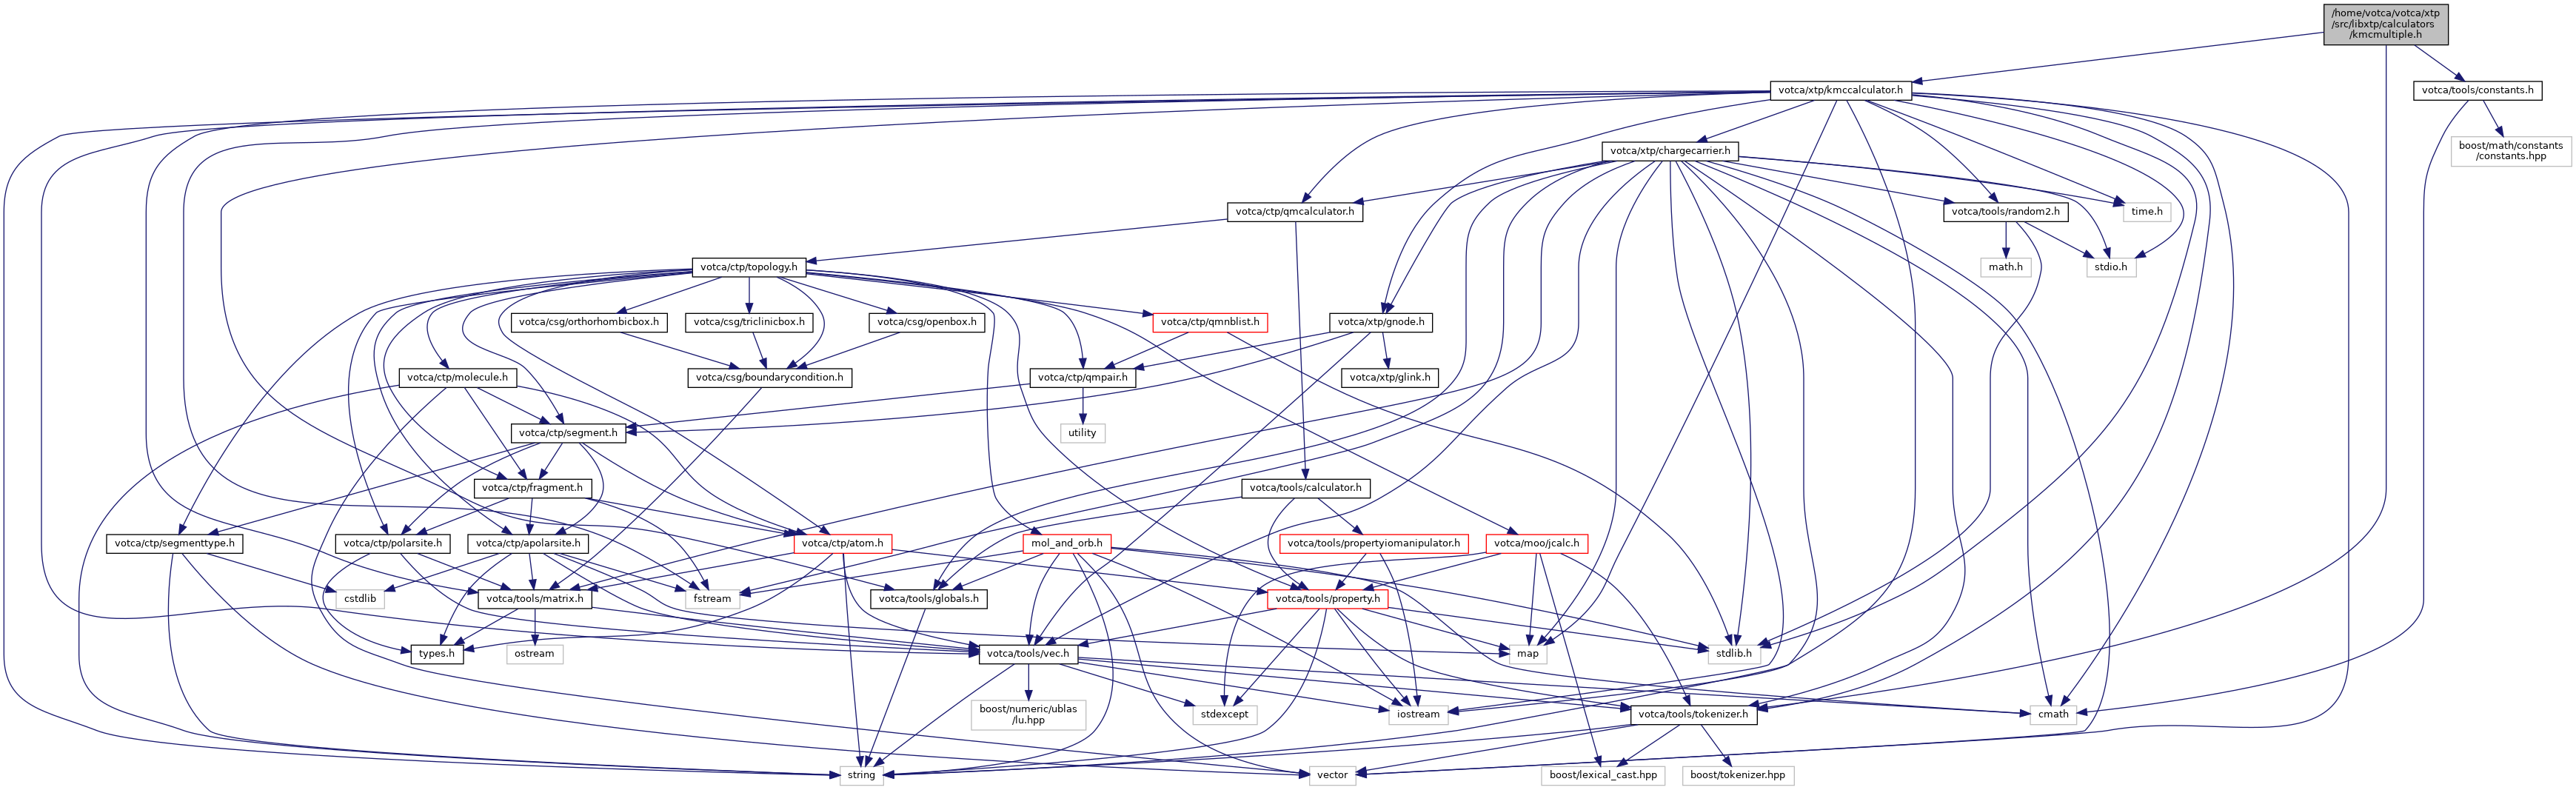 /home/votca/votca/xtp
/src/libxtp/calculators
/kmcmultiple.h
votca/xtp/kmccalculator.h
votca/tools/constants.h
votca/xtp/chargecarrier.h
boost/math/constants
/constants.hpp
votca/ctp/qmcalculator.h
votca/tools/random2.h
time.h
votca/ctp/topology.h
math.h
stdio.h
votca/csg/orthorhombicbox.h
votca/csg/triclinicbox.h
votca/csg/openbox.h
votca/ctp/qmnblist.h
votca/xtp/gnode.h
votca/ctp/molecule.h
votca/csg/boundarycondition.h
votca/ctp/qmpair.h
votca/xtp/glink.h
votca/ctp/segment.h
utility
votca/ctp/fragment.h
votca/tools/calculator.h
votca/ctp/segmenttype.h
votca/ctp/polarsite.h
votca/ctp/apolarsite.h
votca/ctp/atom.h
mol_and_orb.h
votca/tools/propertyiomanipulator.h
votca/moo/jcalc.h
cstdlib
votca/tools/matrix.h
fstream
votca/tools/globals.h
votca/tools/property.h
types.h
ostream
votca/tools/vec.h
map
stdlib.h
boost/numeric/ublas
/lu.hpp
stdexcept
iostream
votca/tools/tokenizer.h
cmath
string
vector
boost/lexical_cast.hpp
boost/tokenizer.hpp